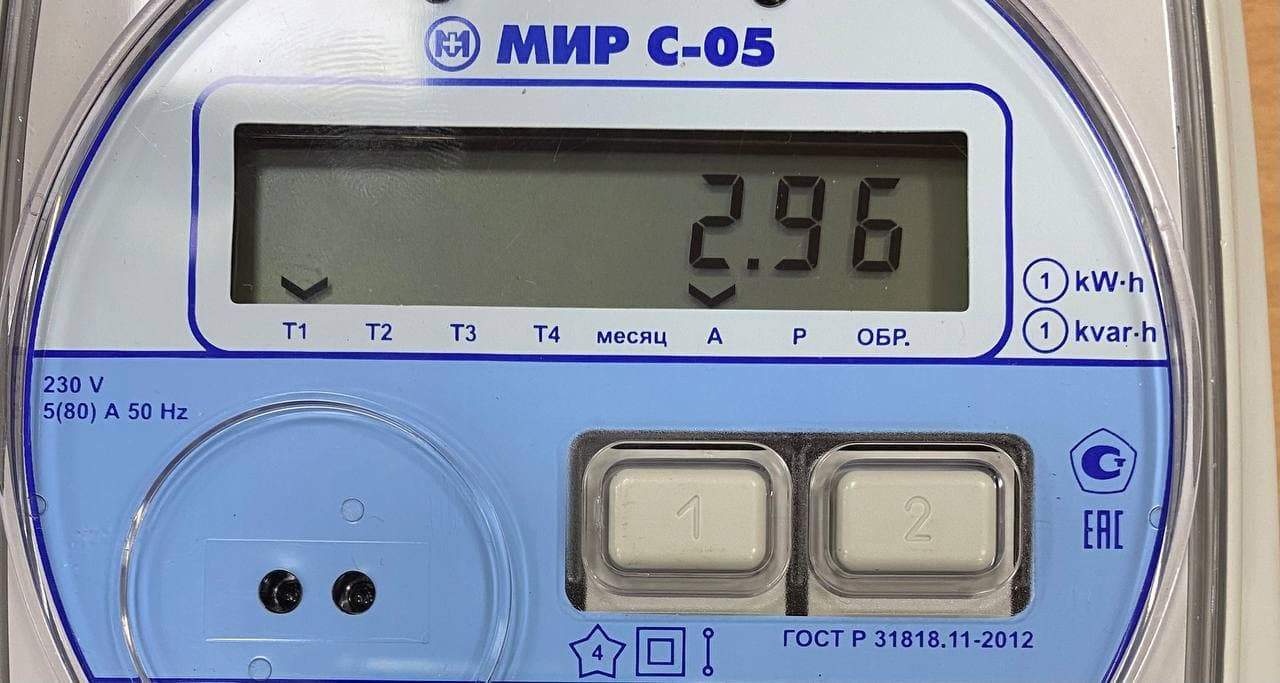 МИР С-05
2.96
T1 T2 T3 T4 месяц A P ОБР.
1 kW·h
1 kvar·h
230 V
5(80) A 50 Hz
1 2
EAC
4
ГОСТ Р 31818.11-2012